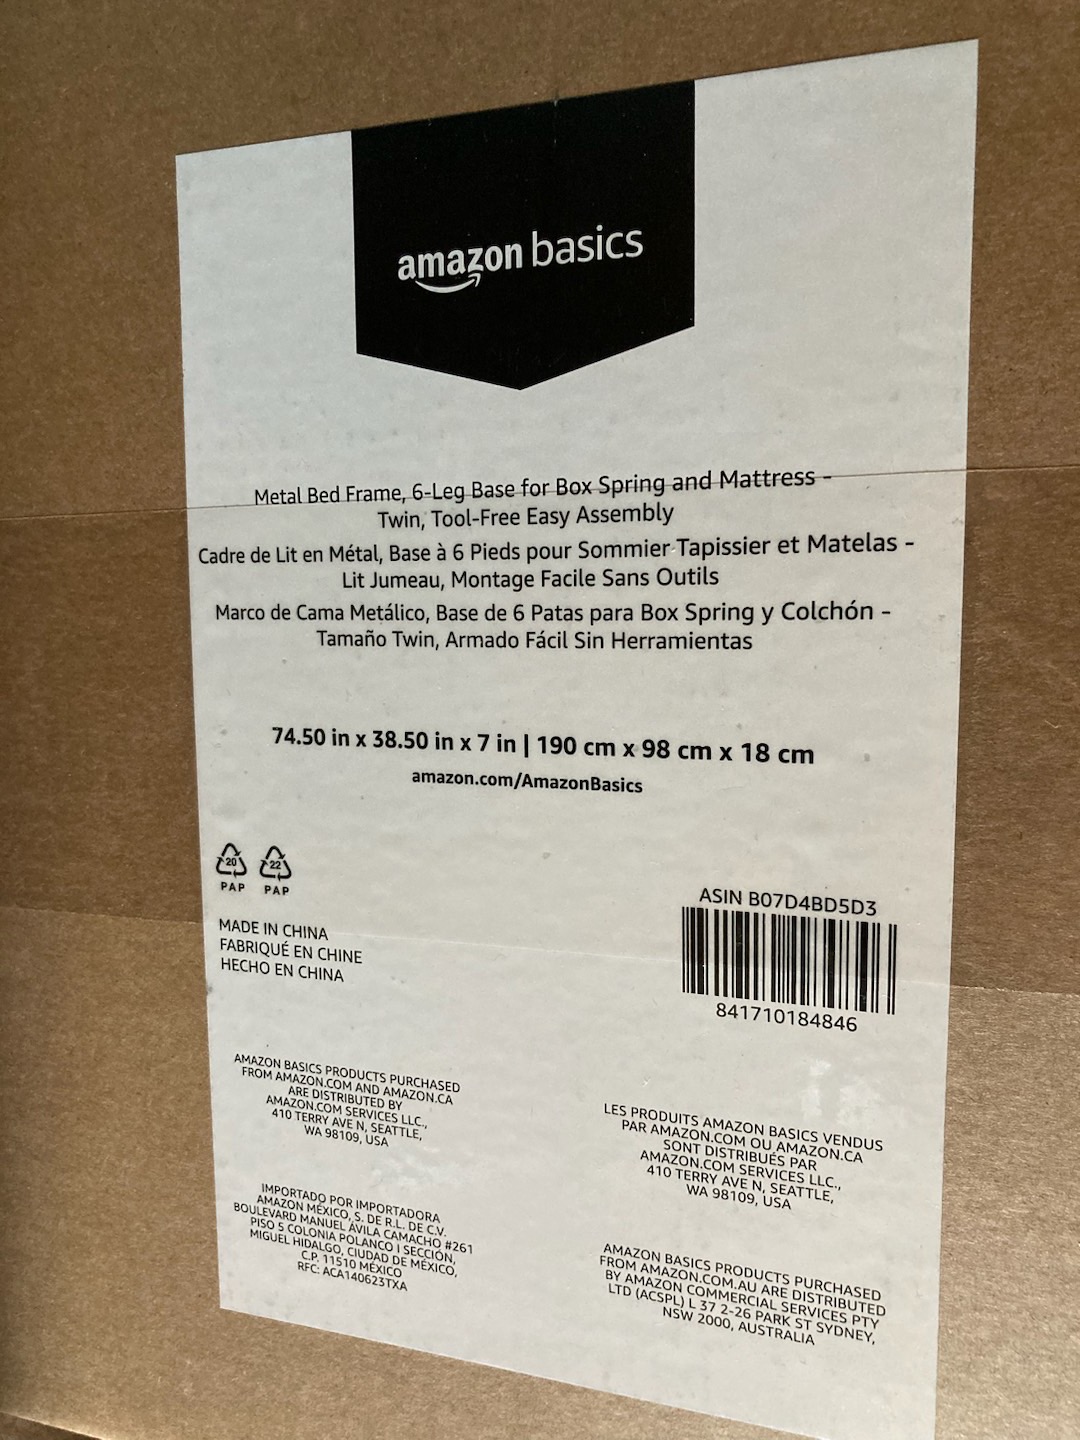 amazon basics
Metal Bed Frame, 6-Leg Base for Box Spring and Mattress -
Twin, Tool-Free Easy Assembly
Cadre de Lit en Métal, Base à 6 Pieds pour Sommier Tapissier et Matelas -
Lit Jumeau, Montage Facile Sans Outils
Marco de Cama Metálico, Base de 6 Patas para Box Spring y Colchón -
Tamaño Twin, Armado Fácil Sin Herramientas
74.50 in x 38.50 in x 7 in | 190 cm x 98 cm x 18 cm
amazon.com/AmazonBasics
20
PAP
22
PAP
MADE IN CHINA
FABRIQUÉ EN CHINE
HECHO EN CHINA
ASIN B07D4BD5D3
841710184846
AMAZON BASICS PRODUCTS PURCHASED
FROM AMAZON.COM AND AMAZON.CA
ARE DISTRIBUTED BY
AMAZON.COM SERVICES LLC.,
410 TERRY AVE N, SEATTLE,
WA 98109, USA
LES PRODUITS AMAZON BASICS VENDUS
PAR AMAZON.COM OU AMAZON.CA
SONT DISTRIBUÉS PAR
AMAZON.COM SERVICES LLC.,
410 TERRY AVE N, SEATTLE,
WA 98109, USA
IMPORTADO POR IMPORTADORA
AMAZON MÉXICO, S. DE R.L. DE C.V.
BOULEVARD MANUEL ÁVILA CAMACHO #261
PISO 5 COLONIA POLANCO I SECCIÓN,
MIGUEL HIDALGO, CIUDAD DE MÉXICO,
C.P. 11510 MÉXICO
RFC: ACA140623TXA
AMAZON BASICS PRODUCTS PURCHASED
FROM AMAZON.COM.AU ARE DISTRIBUTED
BY AMAZON COMMERCIAL SERVICES PTY
LTD (ACSPL) L 37 2-26 PARK ST SYDNEY,
NSW 2000, AUSTRALIA